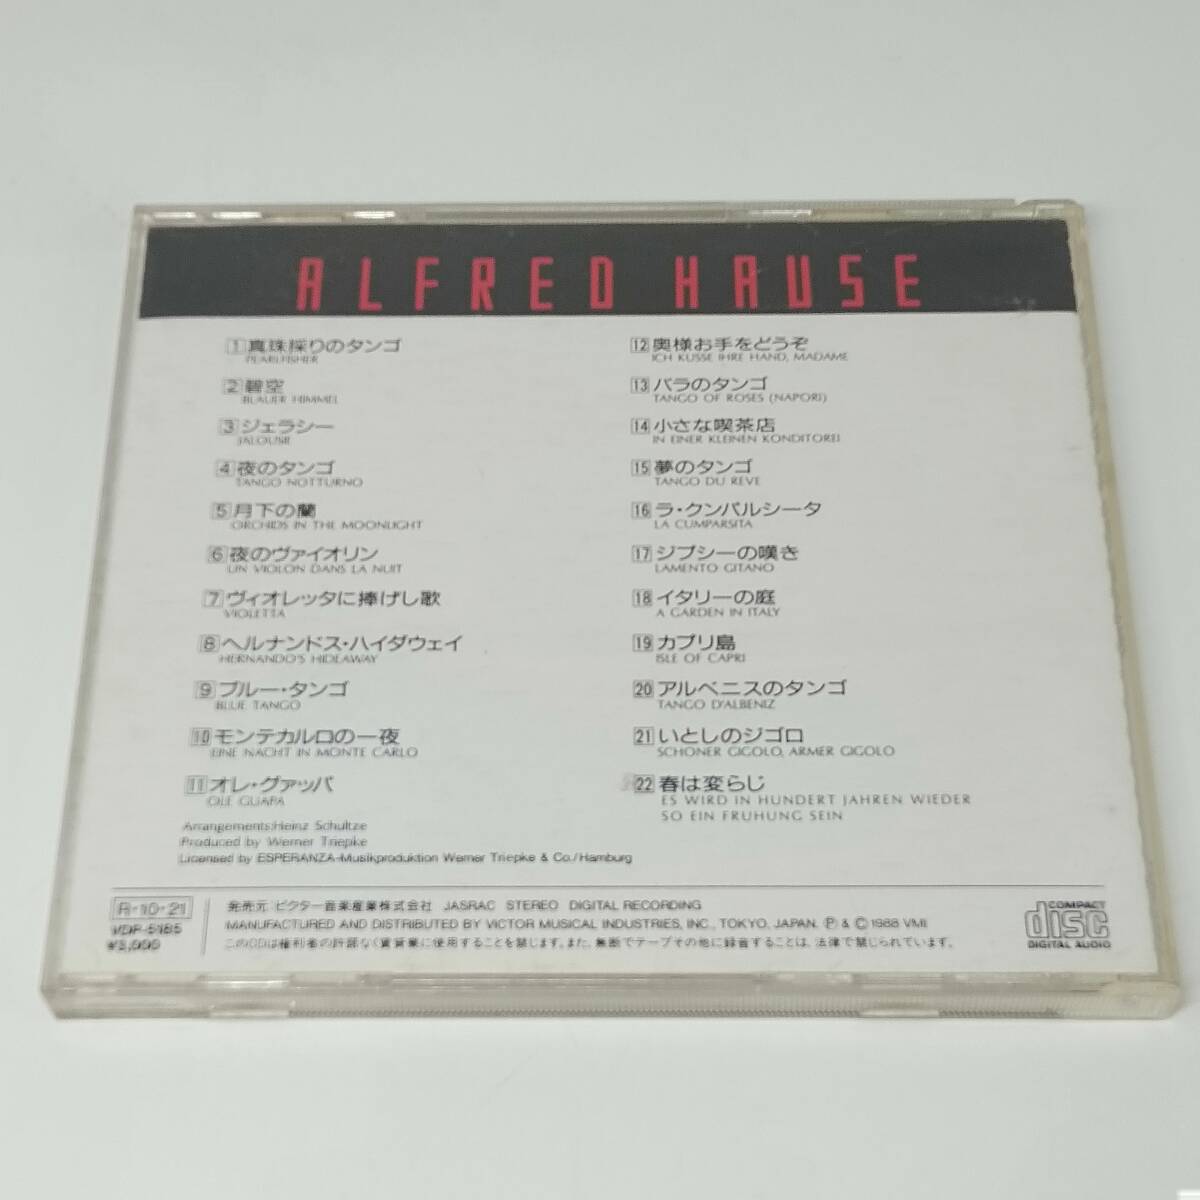 ALFRED HAUSE
1 真珠採りのタンゴ
PEARLFISHER
2 碧空
BLAUER HIMMEL
3 ジェラシー
JALOUSIE
4 夜のタンゴ
TANGO NOTTURNO
5 月下の蘭
ORCHIDS IN THE MOONLIGHT
6 夜のヴァイオリン
UN VIOLON DANS LA NUIT
7 ヴィオレッタに捧げし歌
VIOLETTA
8 ヘルナンドス・ハイダウェイ
HERNANDO'S HIDEAWAY
9 ブルー・タンゴ
BLUE TANGO
10 モンテカルロの一夜
EINE NACHT IN MONTE CARLO
11 オレ・グァッパ
OLE GUAPA
12 奥様お手をどうぞ
ICH KUSSE IHRE HAND, MADAME
13 バラのタンゴ
TANGO OF ROSES (NAPORI)
14 小さな喫茶店
IN EINER KLEINEN KONDITOREI
15 夢のタンゴ
TANGO DU REVE
16 ラ・クンパルシータ
LA CUMPARSITA
17 ジプシーの嘆き
LAMENTO GITANO
18 イタリーの庭
A GARDEN IN ITALY
19 カプリ島
ISLE OF CAPRI
20 アルベニスのタンゴ
TANGO D'ALBENIZ
21 いとしのジゴロ
SCHONER GIGOLO, ARMER GIGOLO
22 春は変らじ
ES WIRD IN HUNDERT JAHREN WIEDER
SO EIN FRUHUNG SEIN
Arrangements:Heinz Schultze
Produced by Werner Triepke
Licensed by ESPERANZA-Musikproduktion Werner Triepke & Co./Hamburg
R-10・21
VDP-5185
¥3,000
発売元 ビクター音楽産業株式会社 JASRAC STEREO DIGITAL RECORDING
MANUFACTURED AND DISTRIBUTED BY VICTOR MUSICAL INDUSTRIES, INC., TOKYO, JAPAN. Ⓟ & © 1988 VMI
このCDは権利者の許諾なく賃貸業に使用することを禁じます。また、無断でテープその他に録音することは、法律で禁じられています。
COMPACT
disc
DIGITAL AUDIO